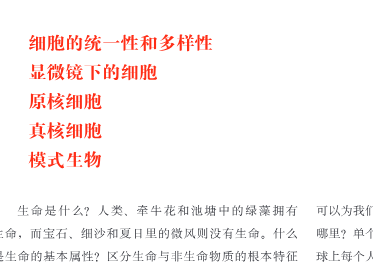 细胞的统一性和多样性
显微镜下的细胞
原核细胞
真核细胞
模式生物
生命是什么？人类、牵牛花和池塘中的绿藻拥有
生命，而宝石、细沙和夏日里的微风则没有生命。什么
是生命的基本属性？区分生命与非生命物质的根本特征
可以为我们
哪里？单个
球上每个人